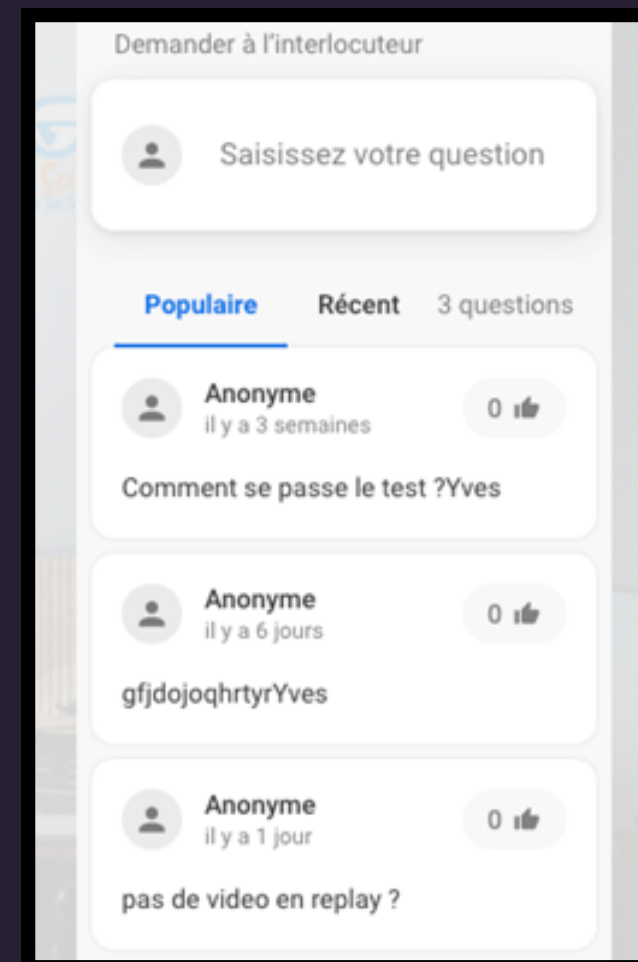 Demander à l'interlocuteur
Saisissez votre question
Populaire Récent 3 questions
Anonyme
il y a 3 semaines
0
Comment se passe le test ?Yves
Anonyme
il y a 6 jours
0
gfjdojoqhrtyrYves
Anonyme
il y a 1 jour
0
pas de video en replay ?